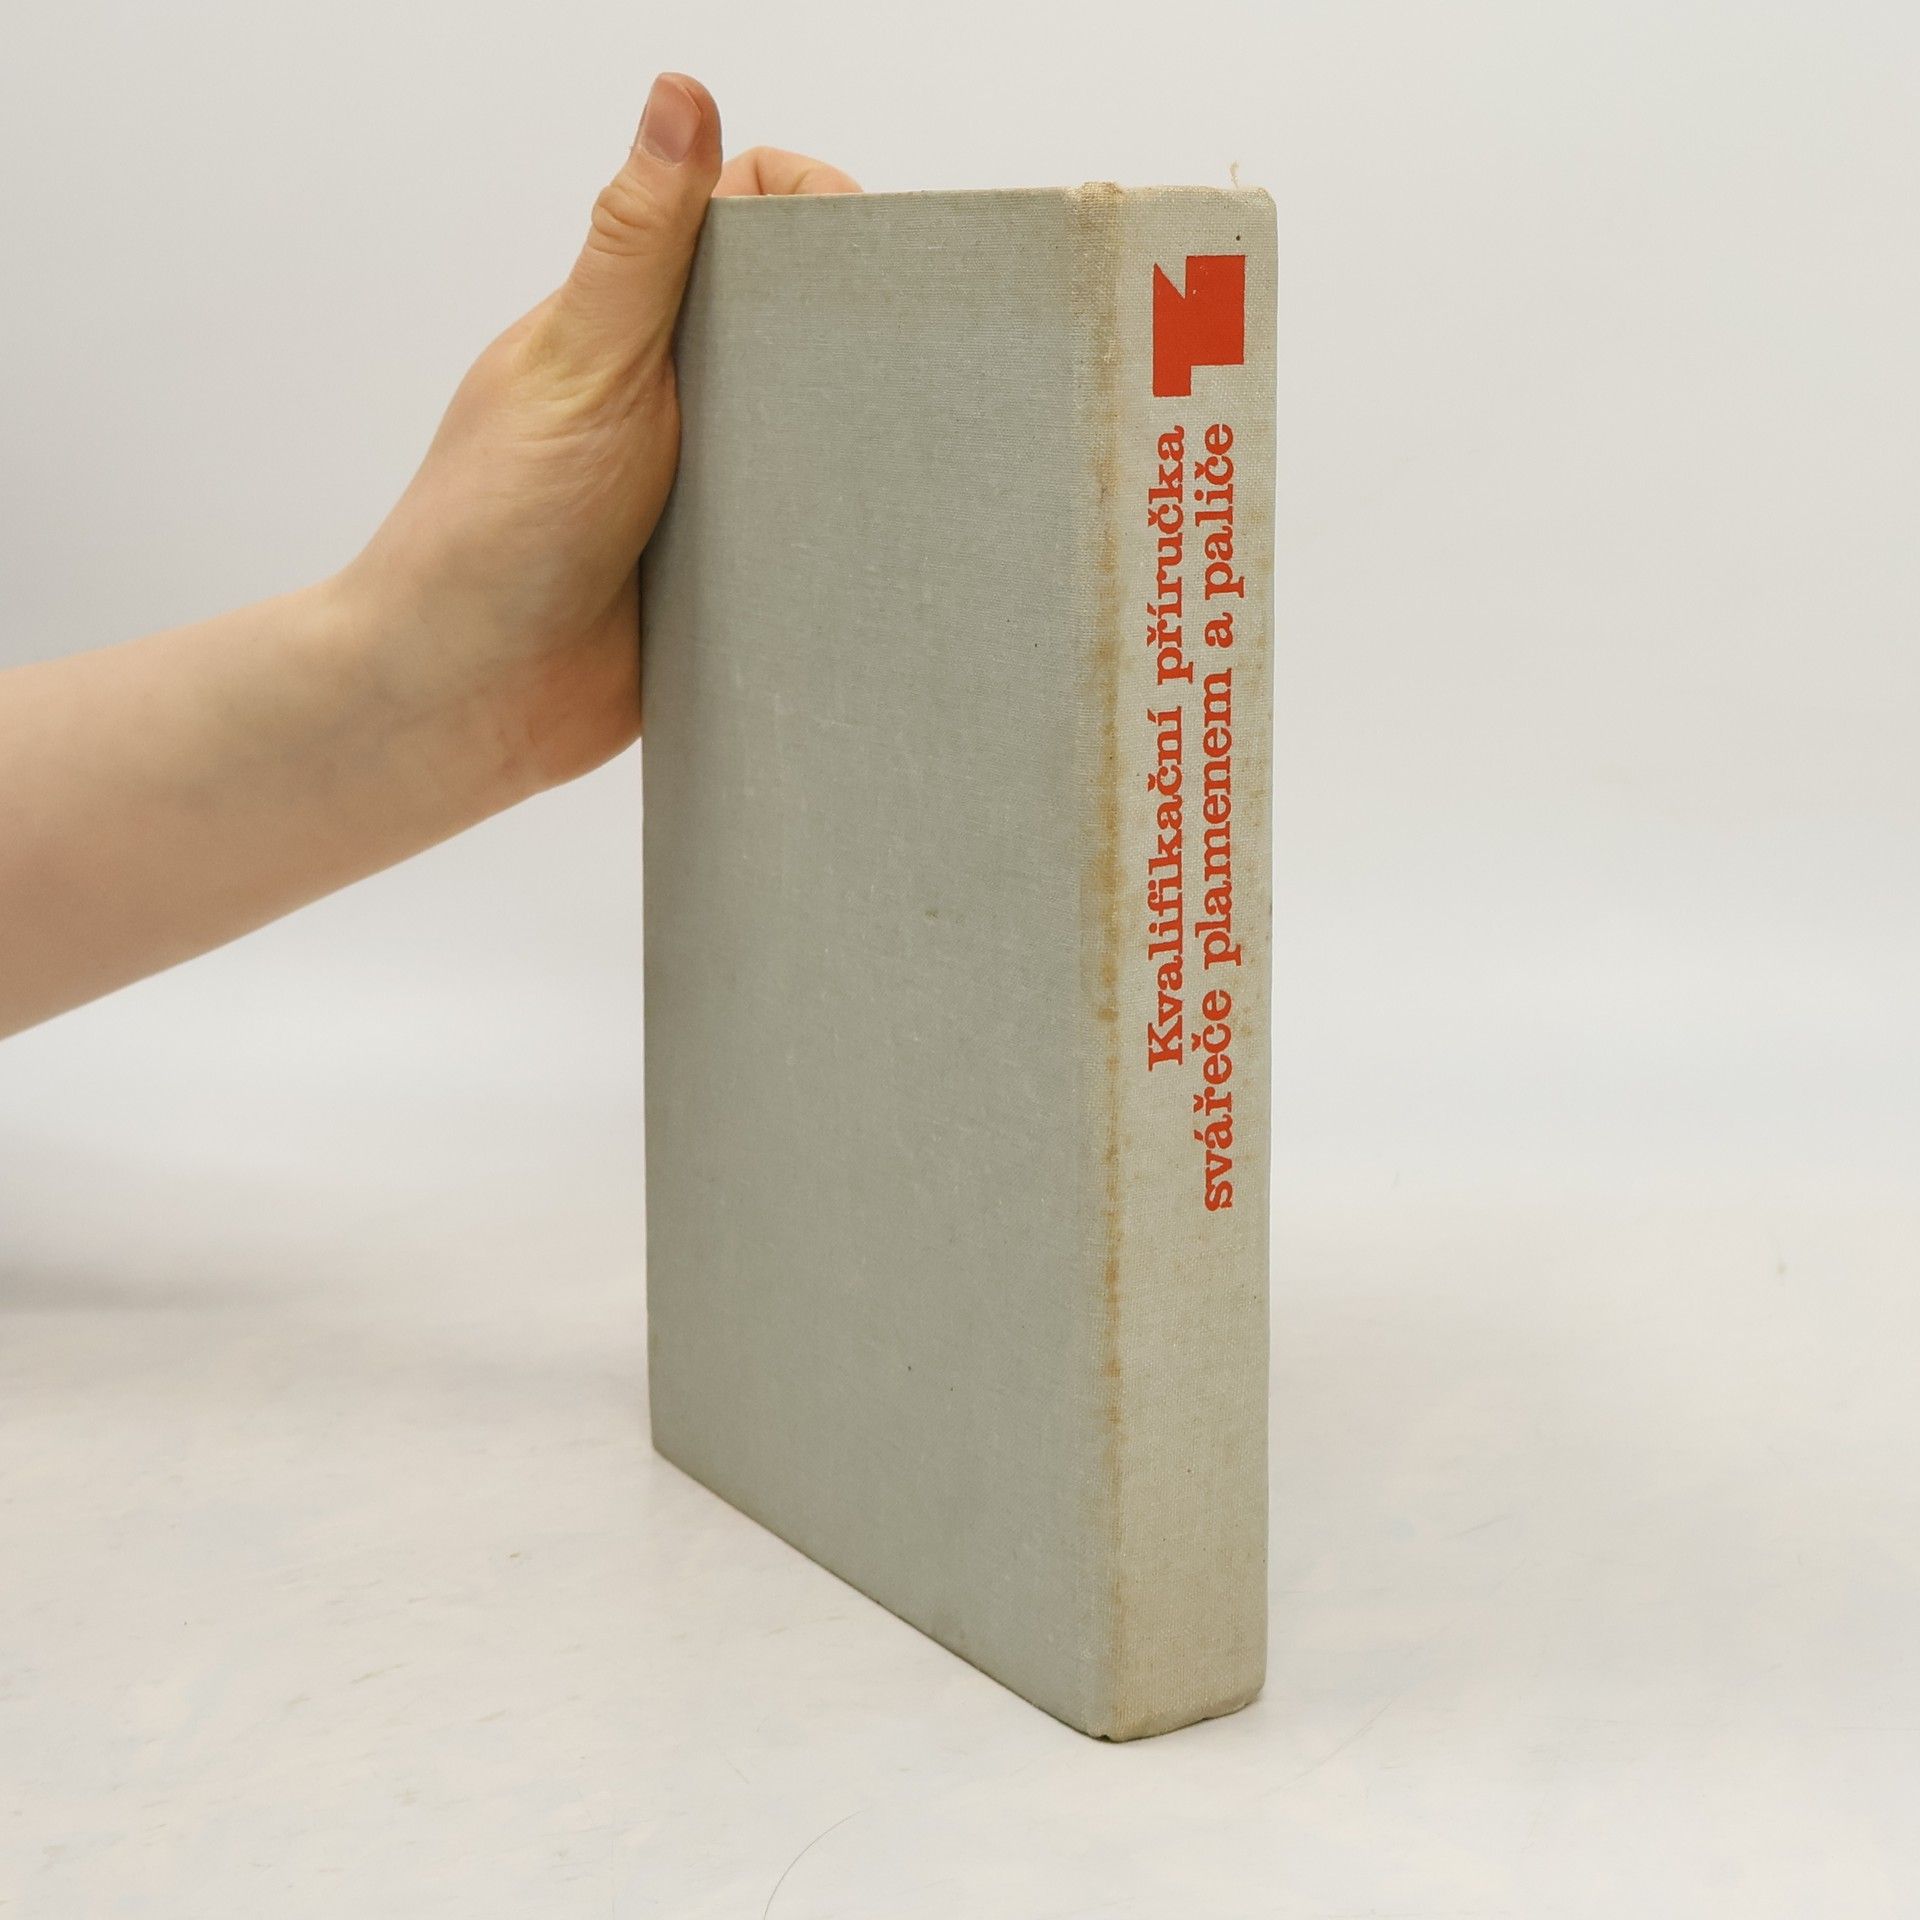 Kvalifikační příručka
svářeče plamenem a paliče